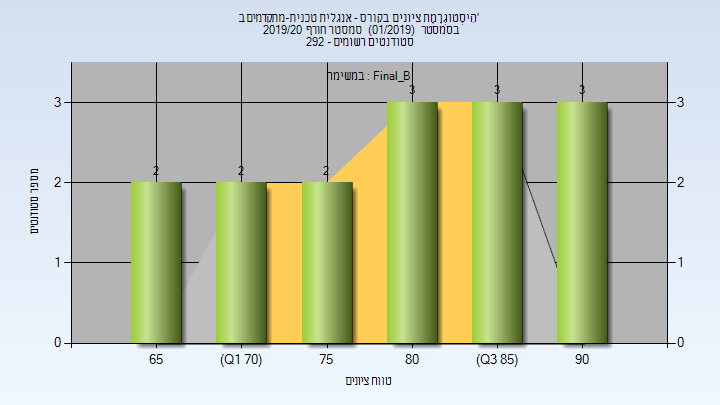 הִיסְטוֹגְרַמַת ציונים בקורס - אנגלית טכנית-מתקדמים ב'
בסמסטר (01/2019) סמסטר חורף 2019/20
סטודנטים רשומים - 292
במשימה : Final_B
3 3 3
2 2 2
3 3
2 2
1 1
0 0
מספר סטודנטים
65 (Q1 70) 75 80 (Q3 85) 90
טווח ציונים